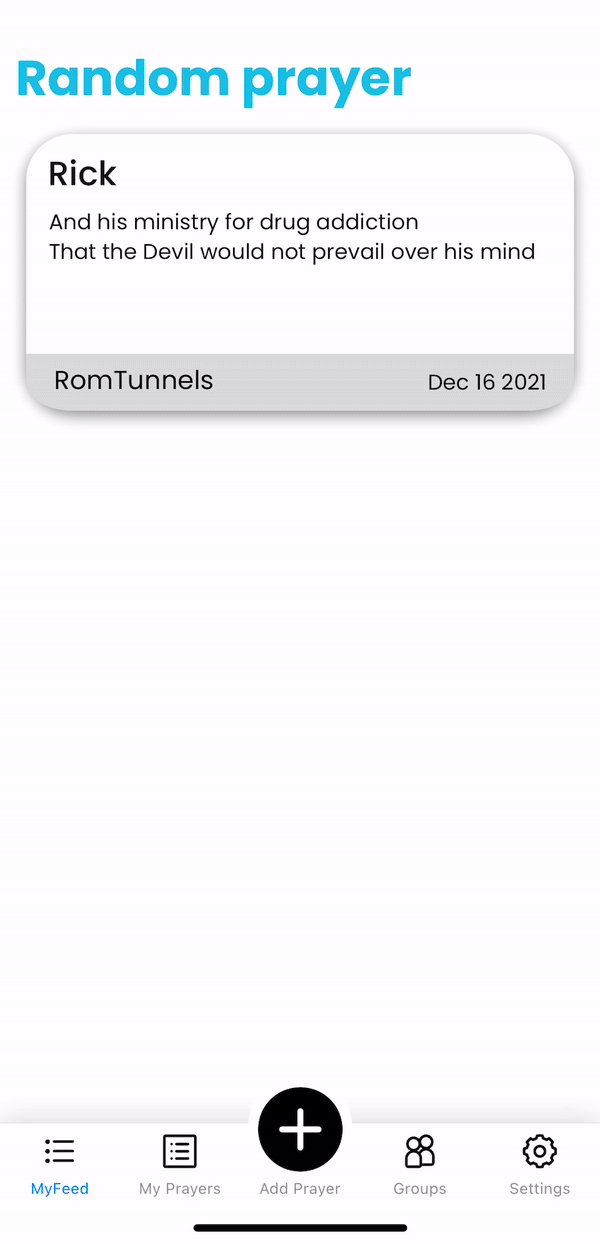 Random prayer
Rick
And his ministry for drug addiction
That the Devil would not prevail over his mind
RomTunnels
Dec 16 2021
MyFeed
My Prayers
Add Prayer
Groups
Settings